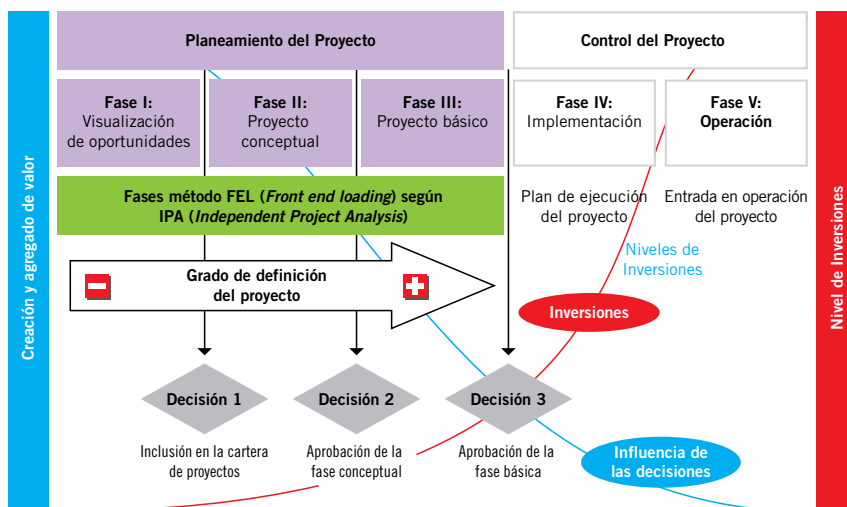 Planeamiento del Proyecto
Control del Proyecto
Fase I:
Visualización
de oportunidades
Fase II:
Proyecto
conceptual
Fase III:
Proyecto básico
Fase IV:
Implementación
Fase V:
Operación
Fases método FEL (Front end loading) según
IPA (Independent Project Analysis)
Plan de ejecución
del proyecto
Entrada en operación
del proyecto
Niveles de
Inversiones
Grado de definición
del proyecto
Inversiones
Decisión 1
Decisión 2
Decisión 3
Inclusión en la cartera
de proyectos
Aprobación de la
fase conceptual
Aprobación de la
fase básica
Influencia de
las decisiones
Creación y agregado de valor
Nivel de Inversiones